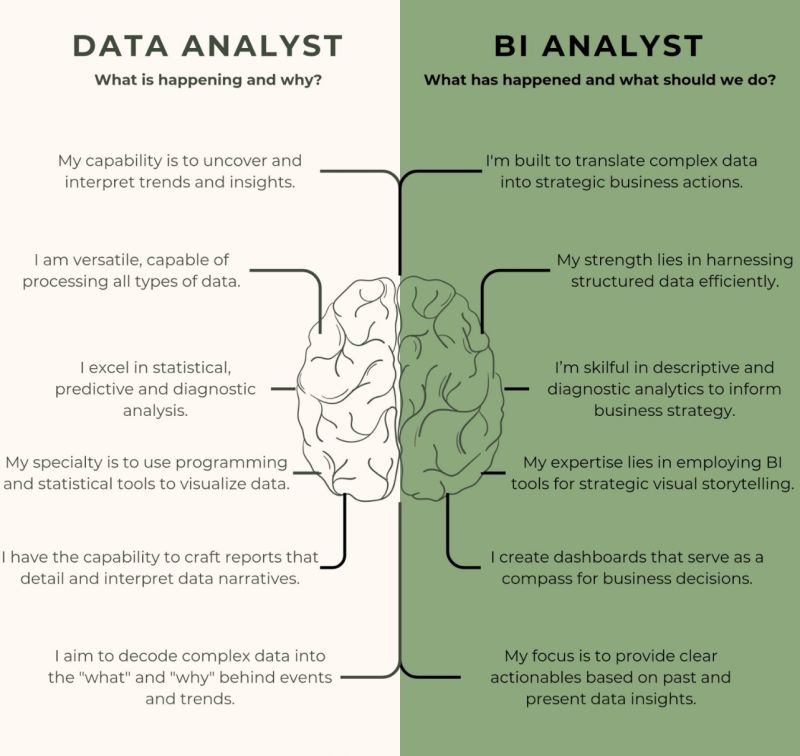 DATA ANALYST
What is happening and why?
My capability is to uncover and
interpret trends and insights.
I am versatile, capable of
processing all types of data.
I excel in statistical,
predictive and diagnostic
analysis.
My specialty is to use programming
and statistical tools to visualize data.
I have the capability to craft reports that
detail and interpret data narratives.
I aim to decode complex data into
the "what" and "why" behind events
and trends.
BI ANALYST
What has happened and what should we do?
I'm built to translate complex data
into strategic business actions.
My strength lies in harnessing
structured data efficiently.
I’m skilful in descriptive and
diagnostic analytics to inform
business strategy.
My expertise lies in employing BI
tools for strategic visual storytelling.
I create dashboards that serve as a
compass for business decisions.
My focus is to provide clear
actionables based on past and
present data insights.